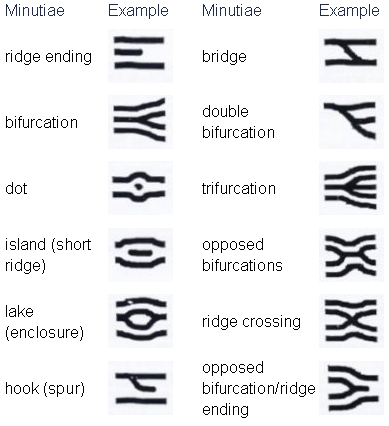 Minutiae Example Minutiae Example
ridge ending bridge
bifurcation double
bifurcation
dot trifurcation
island (short
ridge) opposed
bifurcations
lake
(enclosure) ridge crossing
hook (spur) opposed
bifurcation/ridge
ending